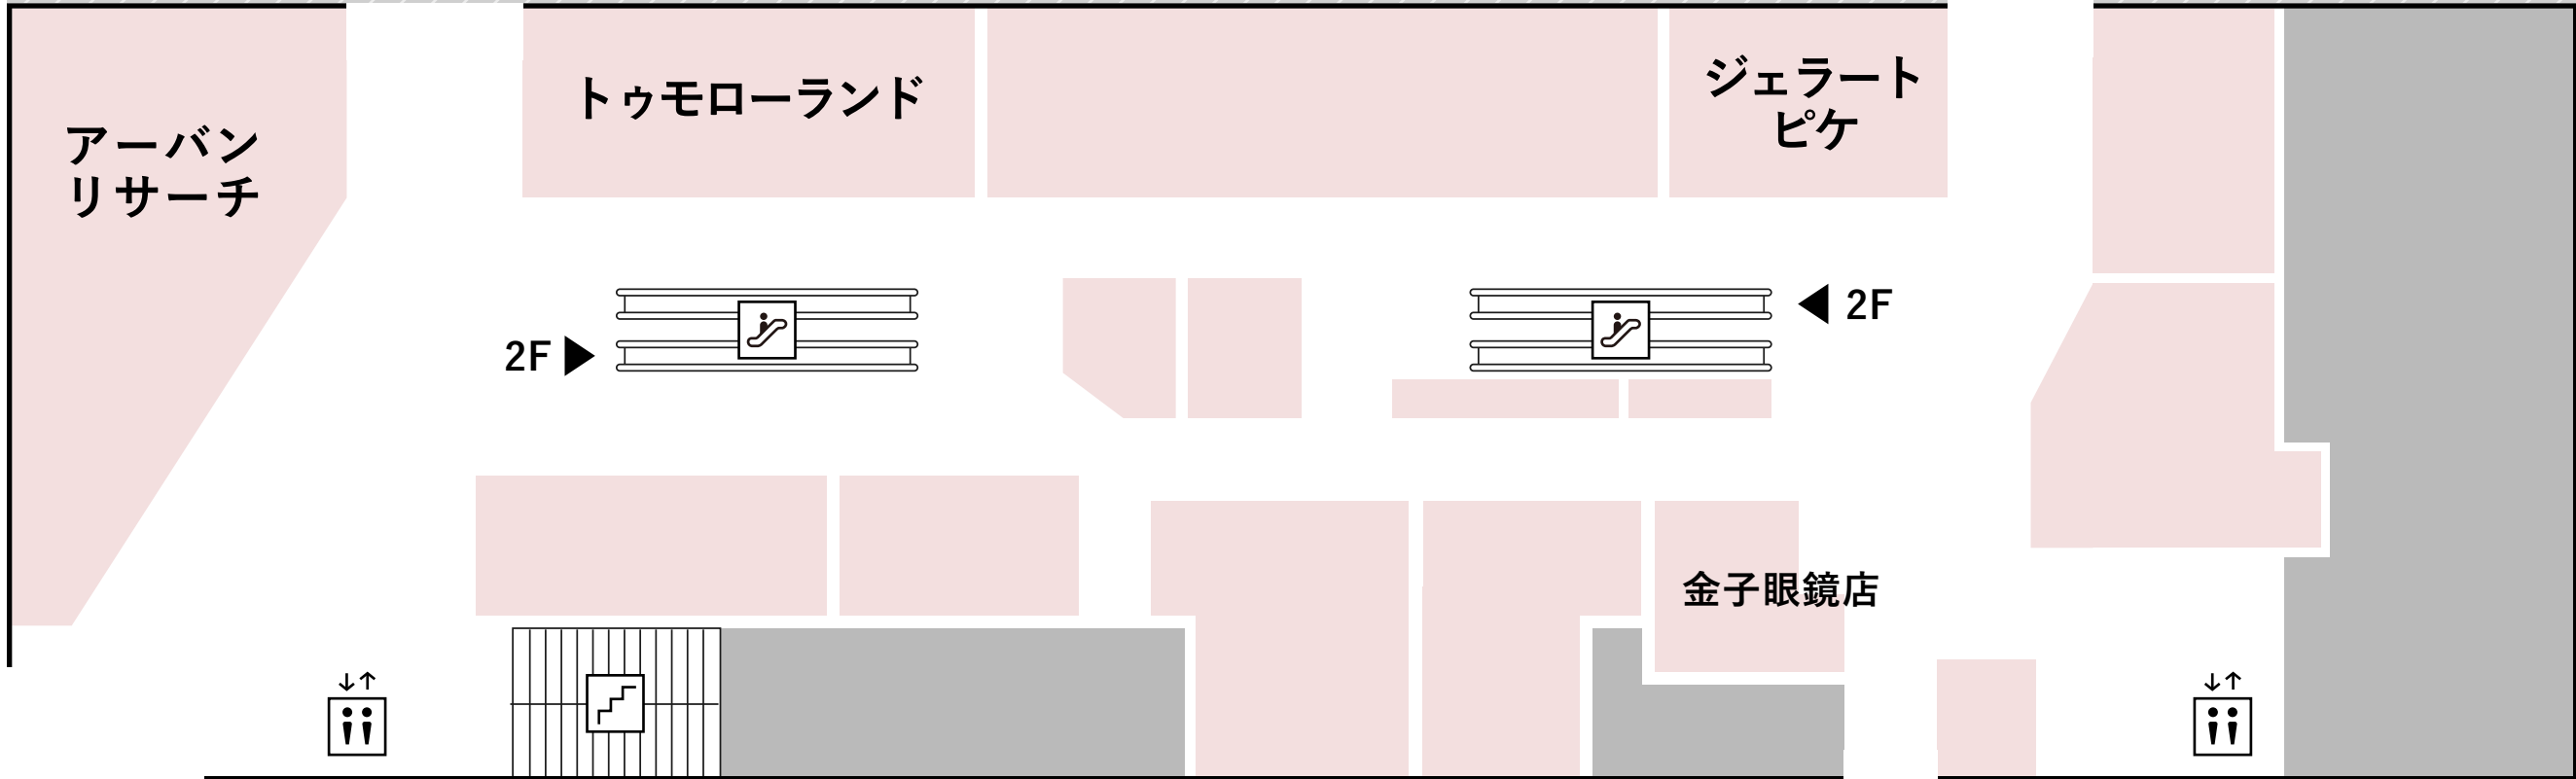 アーバン
リサーチ
トゥモローランド
ジェラート
ピケ
2F
2F
金子眼鏡店